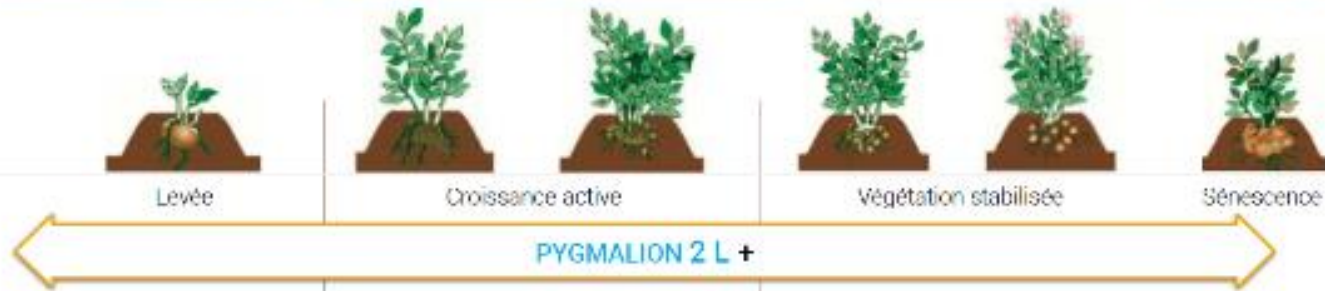 Levée Croissance active Végétation stabilisée Sénescence
PYGMALION 2 L +